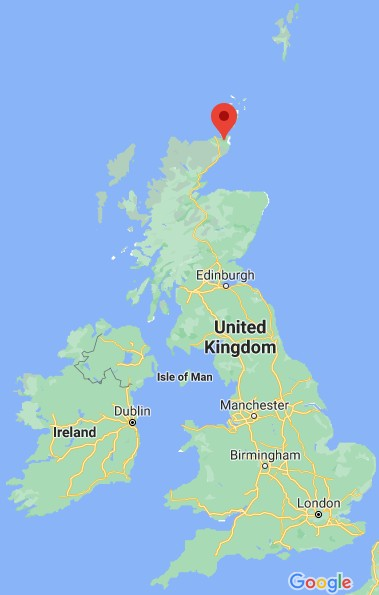 Edinburgh
United
Kingdom
Isle of Man
Dublin
Ireland
Manchester
Birmingham
London
Google